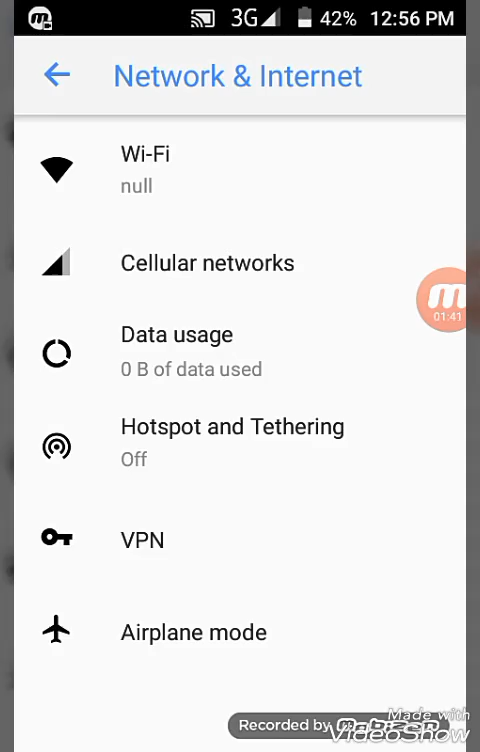 3G 42% 12:56 PM
Network & Internet
Wi-Fi
null
Cellular networks
01:41
Data usage
0 B of data used
Hotspot and Tethering
Off
VPN
Airplane mode
Made with
Recorded by mobizen
VideoShow